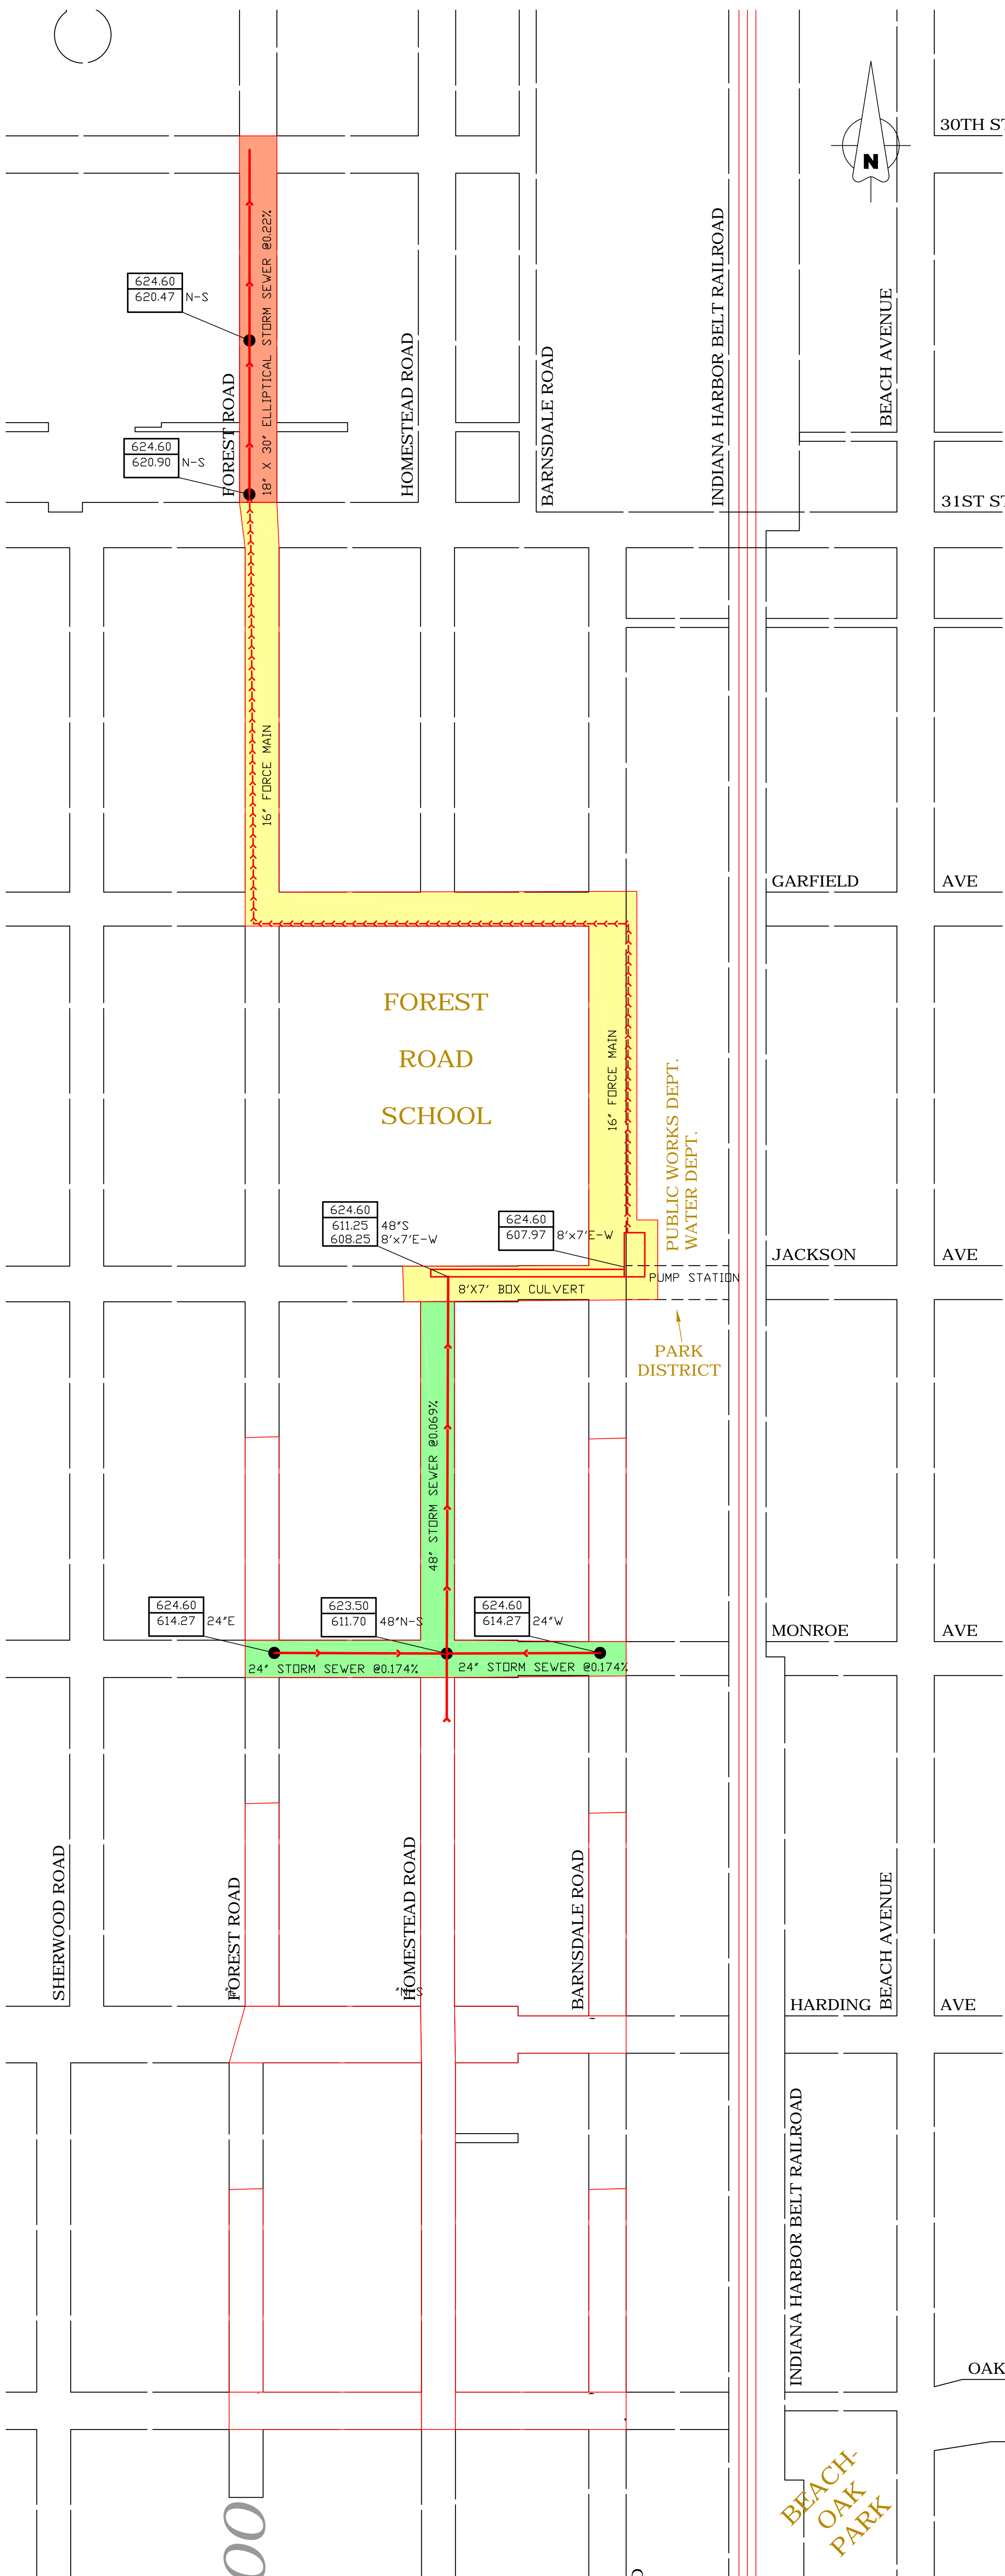 30TH ST
N
18" X 30" ELLIPTICAL STORM SEWER @0.22%
INDIANA HARBOR BELT RAILROAD
624.60
620.47 N-S
BEACH AVENUE
FOREST ROAD
HOMESTEAD ROAD
BARNSDALE ROAD
624.60
620.90 N-S
31ST ST
16" FORCE MAIN
GARFIELD AVE
FOREST
ROAD
SCHOOL
16" FORCE MAIN
PUBLIC WORKS DEPT.
WATER DEPT.
624.60
611.25 48"S
608.25 8'x7'E-W
624.60
607.97 8'x7'E-W
JACKSON AVE
PUMP STATION
8'X7' BOX CULVERT
PARK
DISTRICT
48" STORM SEWER @0.069%
624.60
614.27 24"E
623.50
611.70 48"N-S
624.60
614.27 24"W
MONROE AVE
24" STORM SEWER @0.174%
24" STORM SEWER @0.174%
SHERWOOD ROAD
FOREST ROAD
HOMESTEAD ROAD
BARNSDALE ROAD
BEACH AVENUE
HARDING AVE
INDIANA HARBOR BELT RAILROAD
OAK
BEACH-
OAK
PARK
00